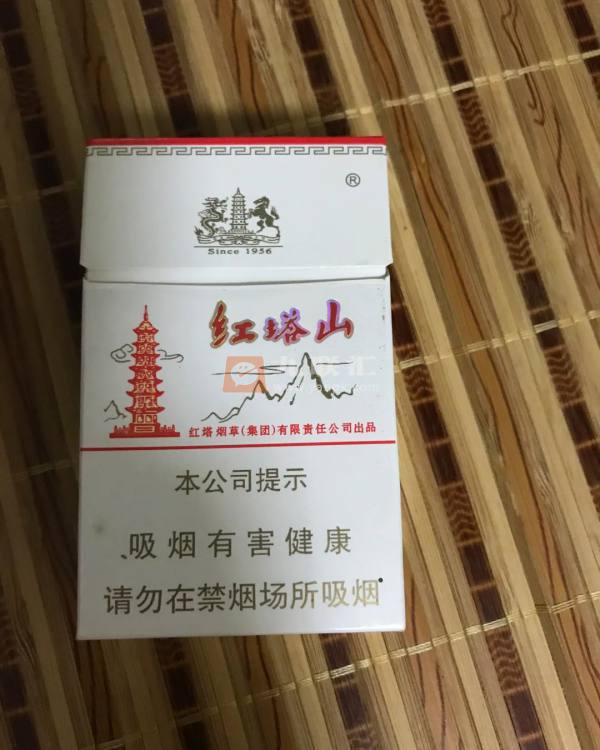 ®
Since 1956
红塔山
红塔烟草(集团)有限责任公司出品
本公司提示
吸烟有害健康
请勿在禁烟场所吸烟